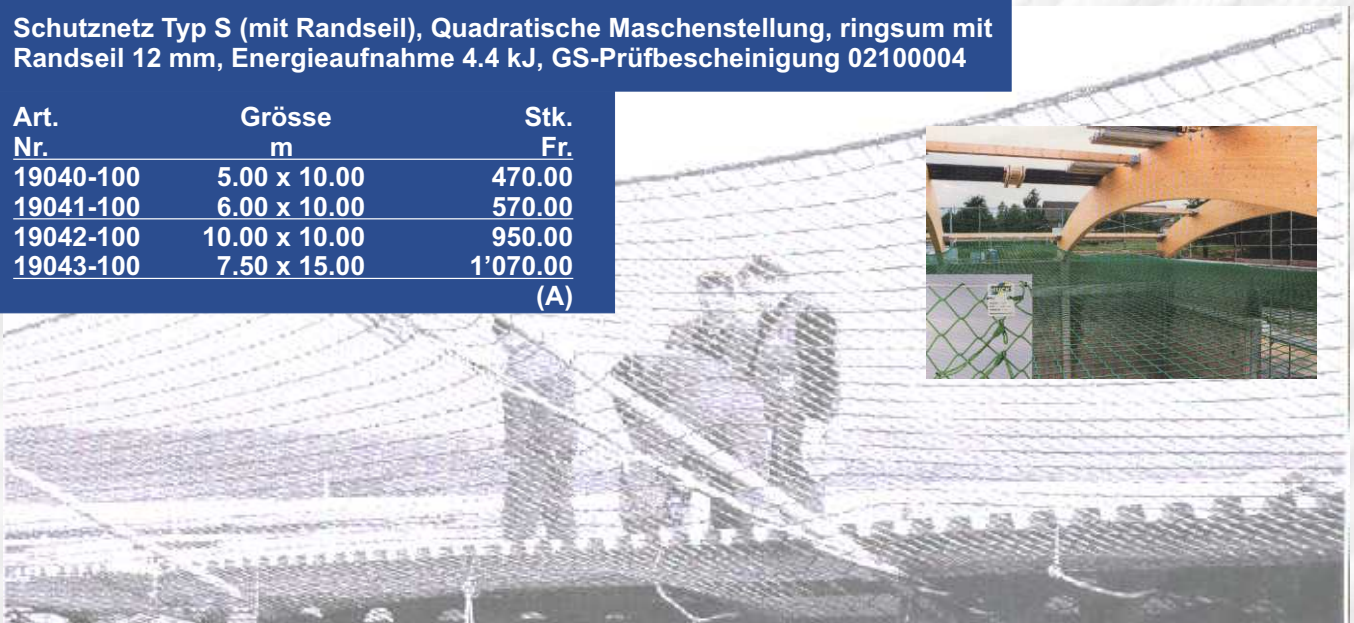 Schutznetz Typ S (mit Randseil), Quadratische Maschenstellung, ringsum mit
Randseil 12 mm, Energieaufnahme 4.4 kJ, GS-Prüfbescheinigung 02100004
Art. Grösse Stk.
Nr. m Fr.
19040-100 5.00 x 10.00 470.00
19041-100 6.00 x 10.00 570.00
19042-100 10.00 x 10.00 950.00
19043-100 7.50 x 15.00 1’070.00
(A)